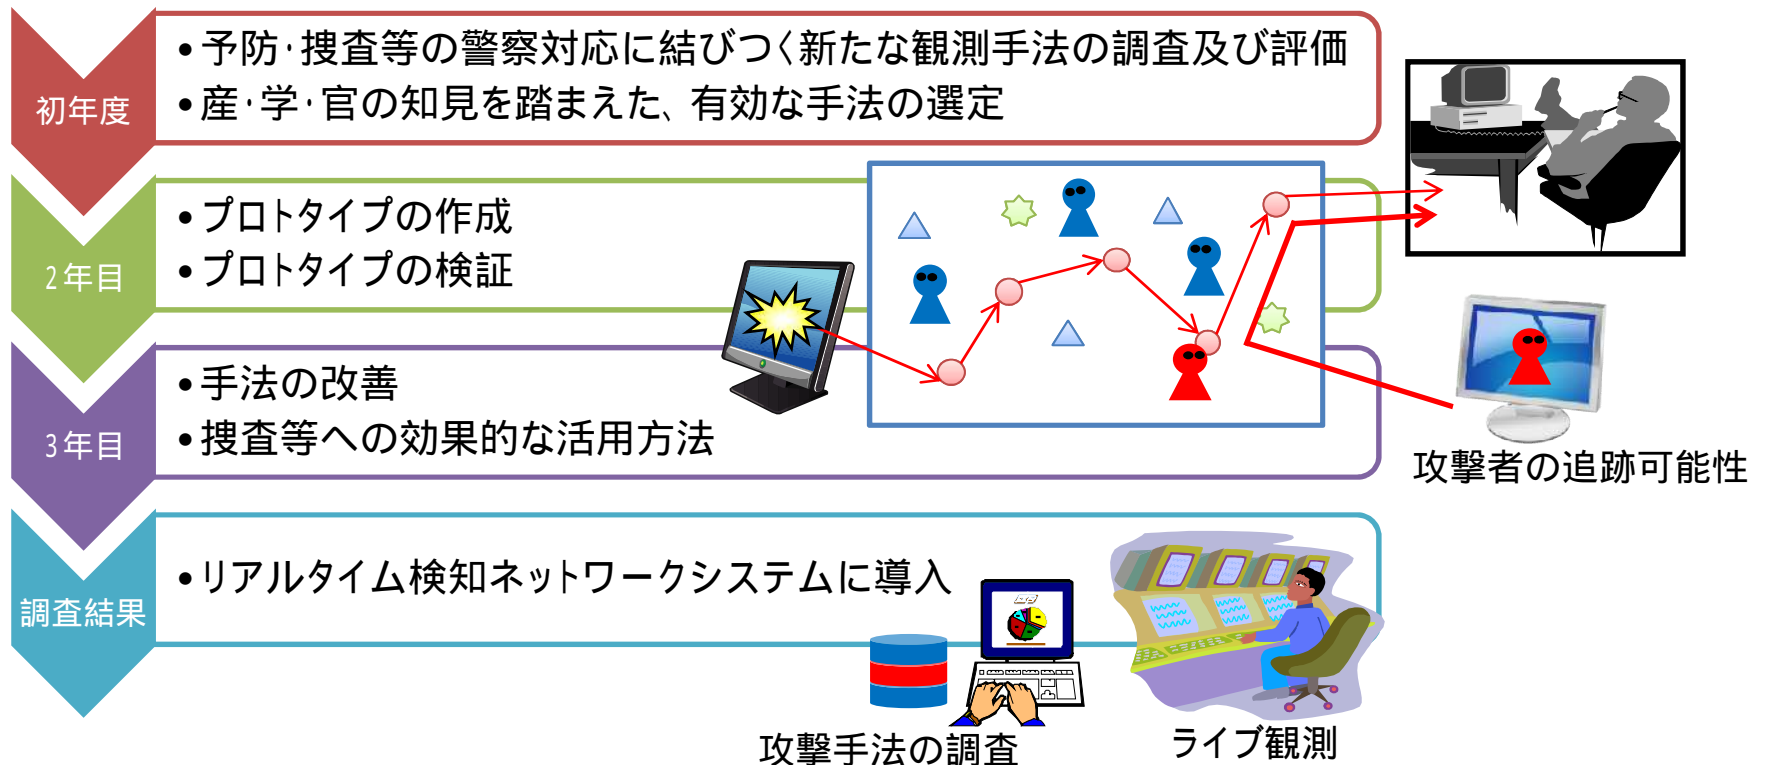 初年度
•予防･捜査等の警察対応に結びつく新たな観測手法の調査及び評価
•産･学･官の知見を踏まえた、有効な手法の選定
2年目
•プロトタイプの作成
•プロトタイプの検証
3年目
•手法の改善
•捜査等への効果的な活用方法
攻撃者の追跡可能性
調査結果
•リアルタイム検知ネットワークシステムに導入
攻撃手法の調査
ライブ観測